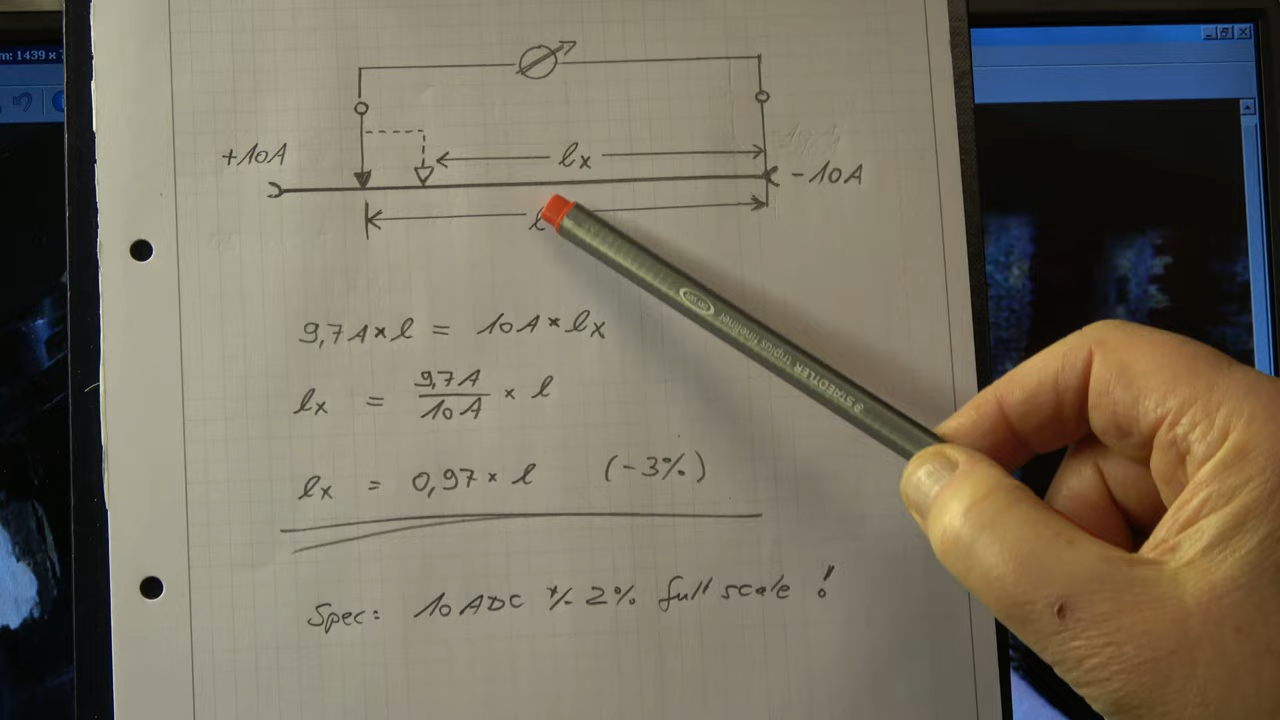 m: 1439 x
+10A
lx
-10A
l
9,7A×l = 10A×lx
lx = 9,7A/10A × l
lx = 0,97×l (-3%)
Spec: 10ADC +/- 2% full scale!
STAEDTLER triplus fineliner